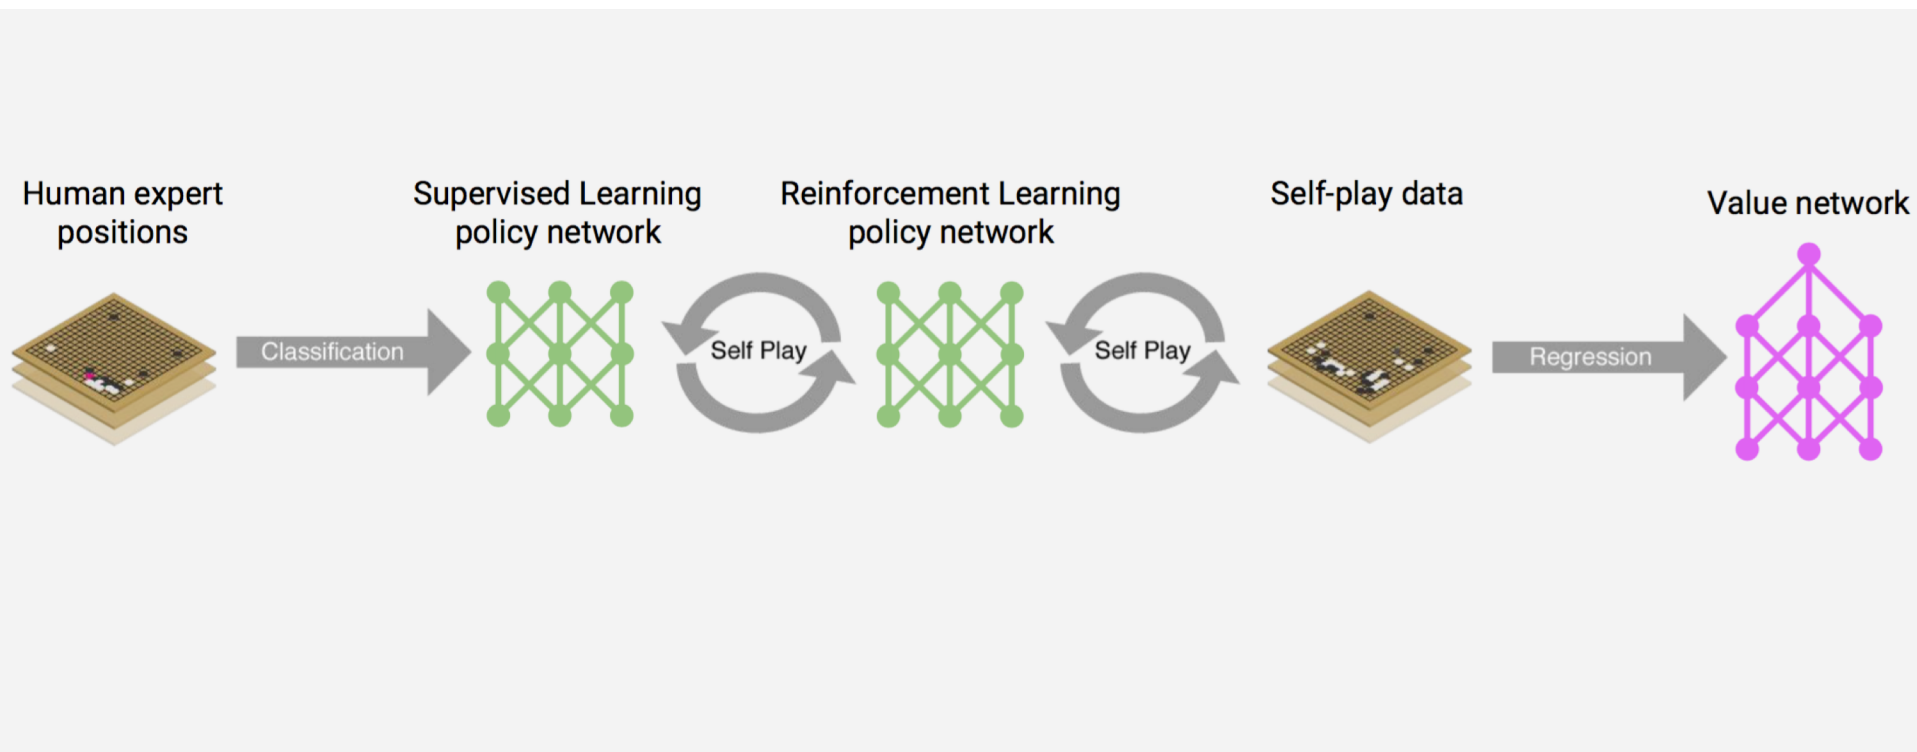 Human expert
positions
Classification
Supervised Learning
policy network
Self Play
Reinforcement Learning
policy network
Self Play
Self-play data
Regression
Value network